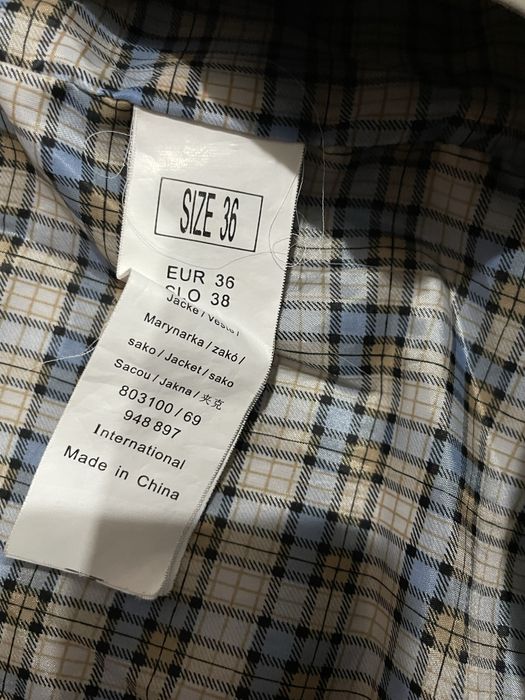 SIZE 36
EUR 36
SLO 38
Jacke /
Marynarka / zakó /
sako / Jacket / sako
Sacou / Jakna / 夹克
803100 / 69
948 897
International
Made in China